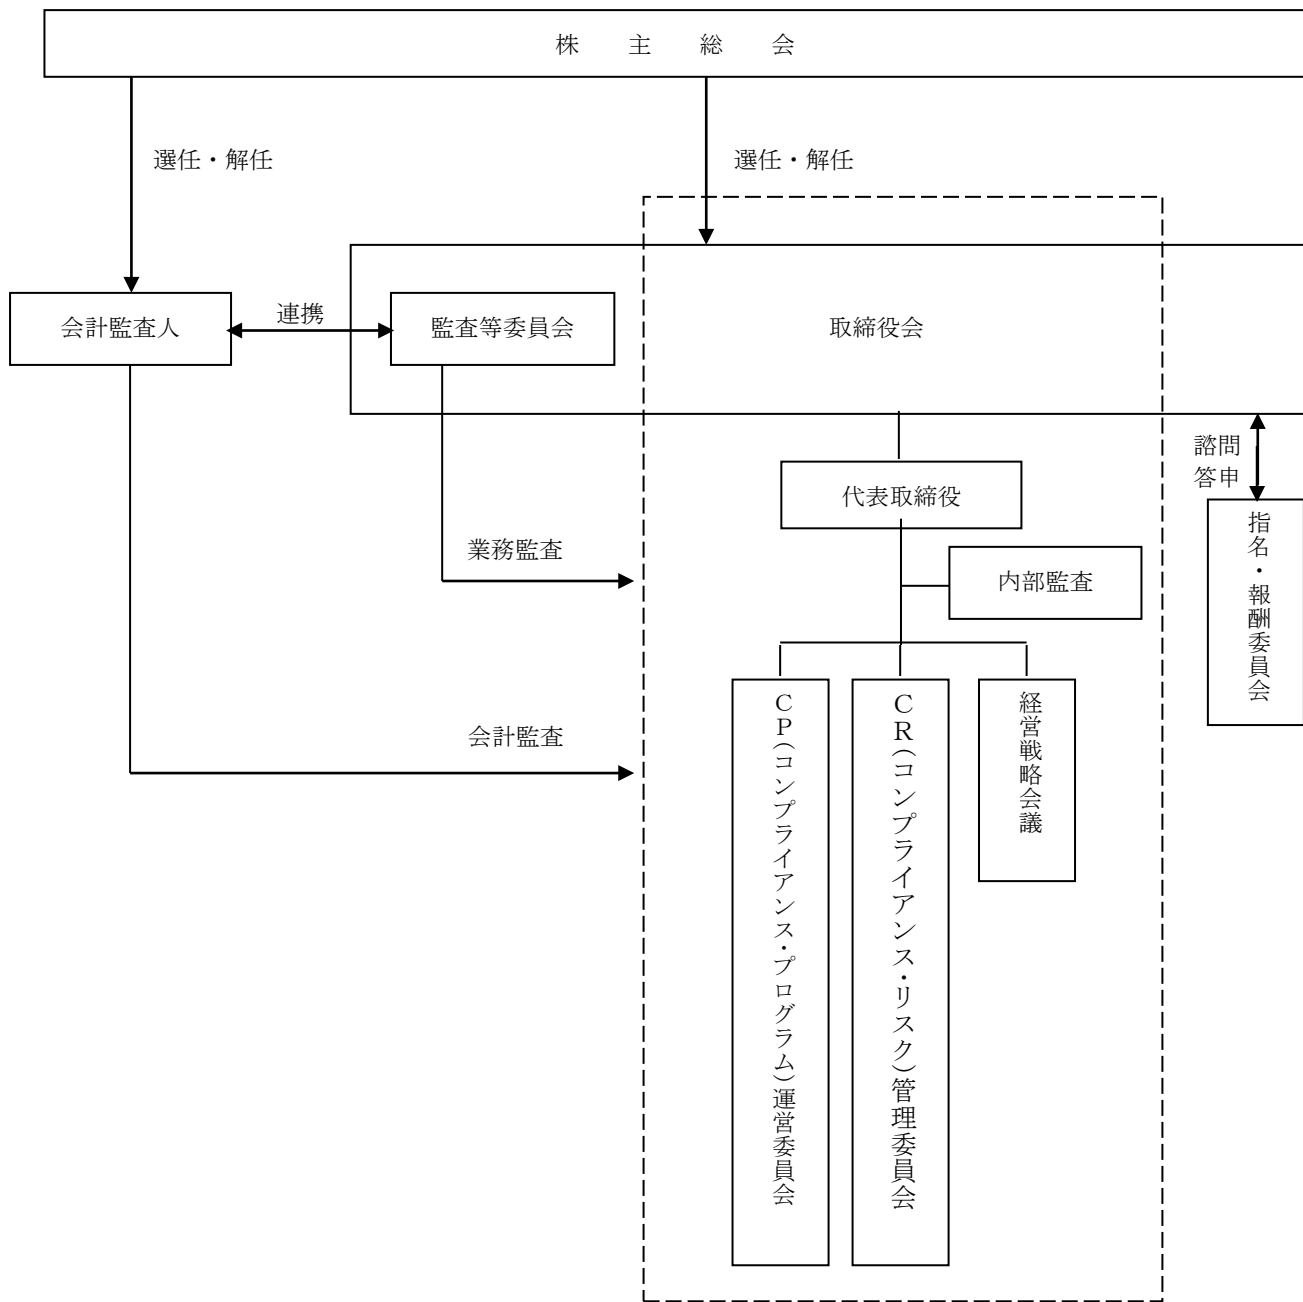 株 主 総 会
選任・解任
選任・解任
会計監査人
連携
監査等委員会
取締役会
諮問
答申
代表取締役
指名・報酬委員会
業務監査
内部監査
会計監査
CP(コンプライアンス・プログラム)運営委員会
CR(コンプライアンス・リスク)管理委員会
経営戦略会議